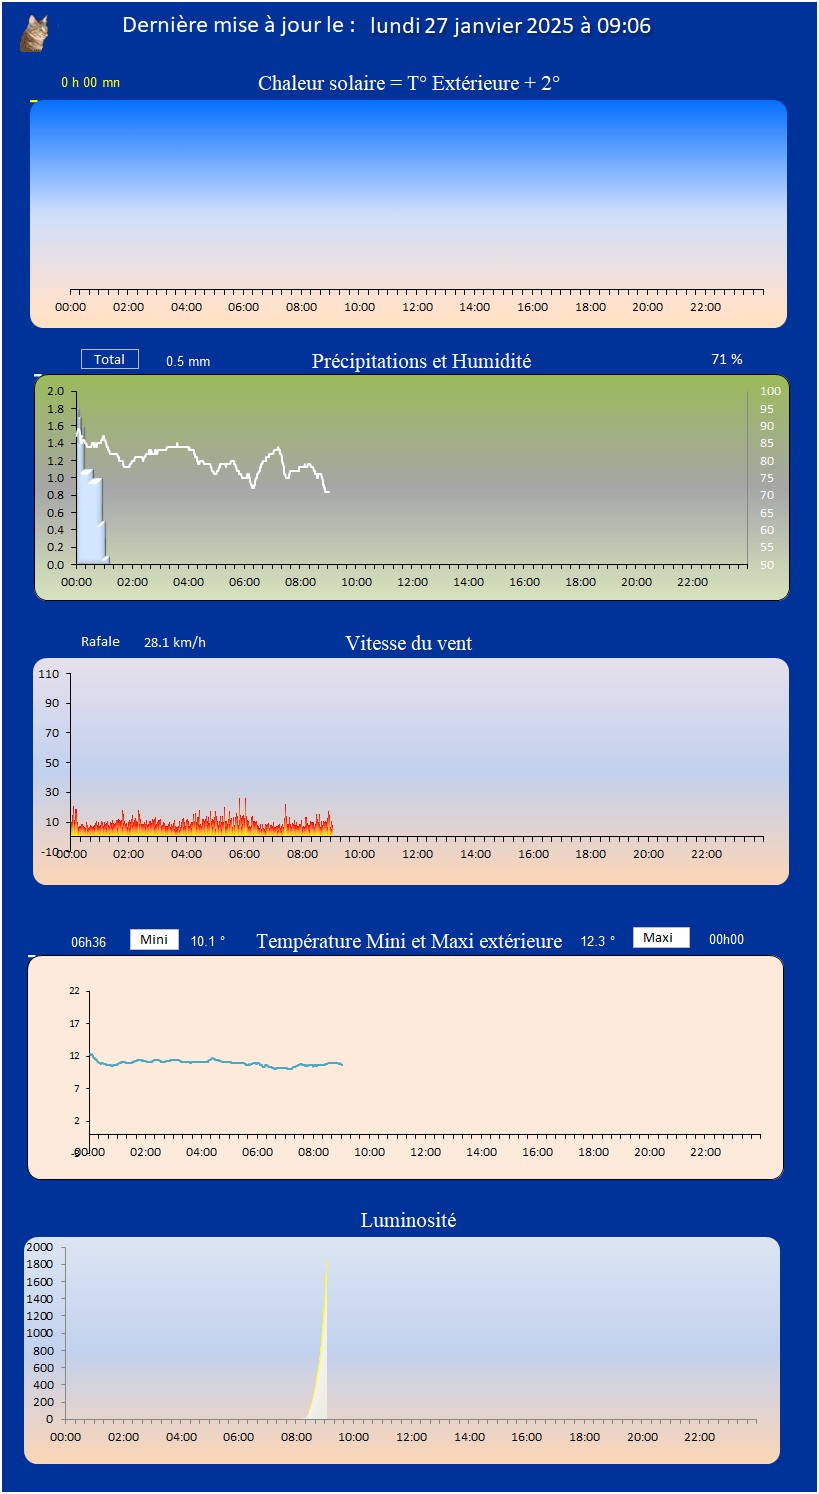 Dernière mise à jour le : lundi 27 janvier 2025 à 09:06
0 h 00 mn
Chaleur solaire = T° Extérieure + 2°
00:00 02:00 04:00 06:00 08:00 10:00 12:00 14:00 16:00 18:00 20:00 22:00
Total 0.5 mm Précipitations et Humidité 71 %
2.0 100
1.8 95
1.6 90
1.4 85
1.2 80
1.0 75
0.8 70
0.6 65
0.4 60
0.2 55
0.0 50
00:00 02:00 04:00 06:00 08:00 10:00 12:00 14:00 16:00 18:00 20:00 22:00
Rafale 28.1 km/h Vitesse du vent
110
90
70
50
30
10
-10
00:00 02:00 04:00 06:00 08:00 10:00 12:00 14:00 16:00 18:00 20:00 22:00
06h36 Mini 10.1 ° Température Mini et Maxi extérieure 12.3 ° Maxi 00h00
22
17
12
7
2
-3
00:00 02:00 04:00 06:00 08:00 10:00 12:00 14:00 16:00 18:00 20:00 22:00
Luminosité
2000
1800
1600
1400
1200
1000
800
600
400
200
0
00:00 02:00 04:00 06:00 08:00 10:00 12:00 14:00 16:00 18:00 20:00 22:00